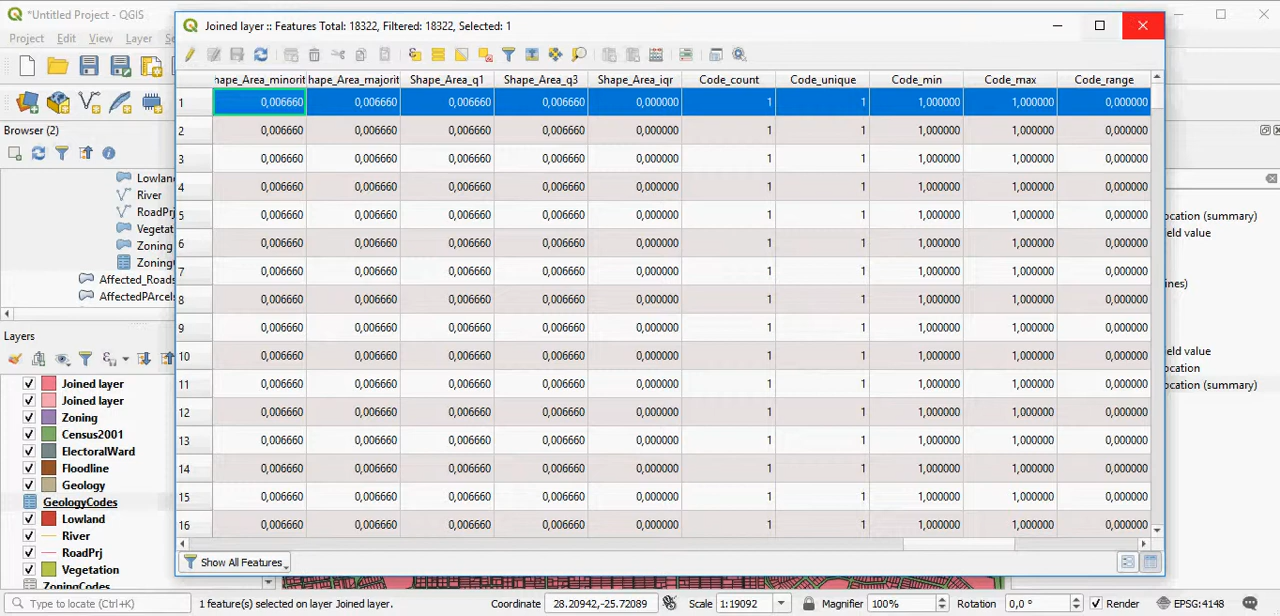 *Untitled Project - QGIS
Project Edit View Layer
Joined layer :: Features Total: 18322, Filtered: 18322, Selected: 1
Browser (2)
Lowland
River
RoadPrj
Zoning
Affected_Roads
AffectedPArcels
Layers
Joined layer
Joined layer
Zoning
Census2001
ElectoralWard
Floodline
Geology
GeologyCodes
Lowland
River
RoadPrj
Vegetation
ZoningCodes
hape_Area_minorit hape_Area_majorit Shape_Area_q1 Shape_Area_q3 Shape_Area_iqr Code_count Code_unique Code_min Code_max Code_range
1 0,006660 0,006660 0,006660 0,006660 0,000000 1 1 1,000000 1,000000 0,000000
2 0,006660 0,006660 0,006660 0,006660 0,000000 1 1 1,000000 1,000000 0,000000
3 0,006660 0,006660 0,006660 0,006660 0,000000 1 1 1,000000 1,000000 0,000000
4 0,006660 0,006660 0,006660 0,006660 0,000000 1 1 1,000000 1,000000 0,000000
5 0,006660 0,006660 0,006660 0,006660 0,000000 1 1 1,000000 1,000000 0,000000
6 0,006660 0,006660 0,006660 0,006660 0,000000 1 1 1,000000 1,000000 0,000000
7 0,006660 0,006660 0,006660 0,006660 0,000000 1 1 1,000000 1,000000 0,000000
8 0,006660 0,006660 0,006660 0,006660 0,000000 1 1 1,000000 1,000000 0,000000
9 0,006660 0,006660 0,006660 0,006660 0,000000 1 1 1,000000 1,000000 0,000000
10 0,006660 0,006660 0,006660 0,006660 0,000000 1 1 1,000000 1,000000 0,000000
11 0,006660 0,006660 0,006660 0,006660 0,000000 1 1 1,000000 1,000000 0,000000
12 0,006660 0,006660 0,006660 0,006660 0,000000 1 1 1,000000 1,000000 0,000000
13 0,006660 0,006660 0,006660 0,006660 0,000000 1 1 1,000000 1,000000 0,000000
14 0,006660 0,006660 0,006660 0,006660 0,000000 1 1 1,000000 1,000000 0,000000
15 0,006660 0,006660 0,006660 0,006660 0,000000 1 1 1,000000 1,000000 0,000000
16 0,006660 0,006660 0,006660 0,006660 0,000000 1 1 1,000000 1,000000 0,000000
Show All Features
ocation (summary)
eld value
nes)
eld value
ocation
ocation (summary)
Type to locate (Ctrl+K) 1 feature(s) selected on layer Joined layer. Coordinate 28.20942,-25.72089 Scale 1:19092 Magnifier 100% Rotation 0,0 ° Render EPSG:4148